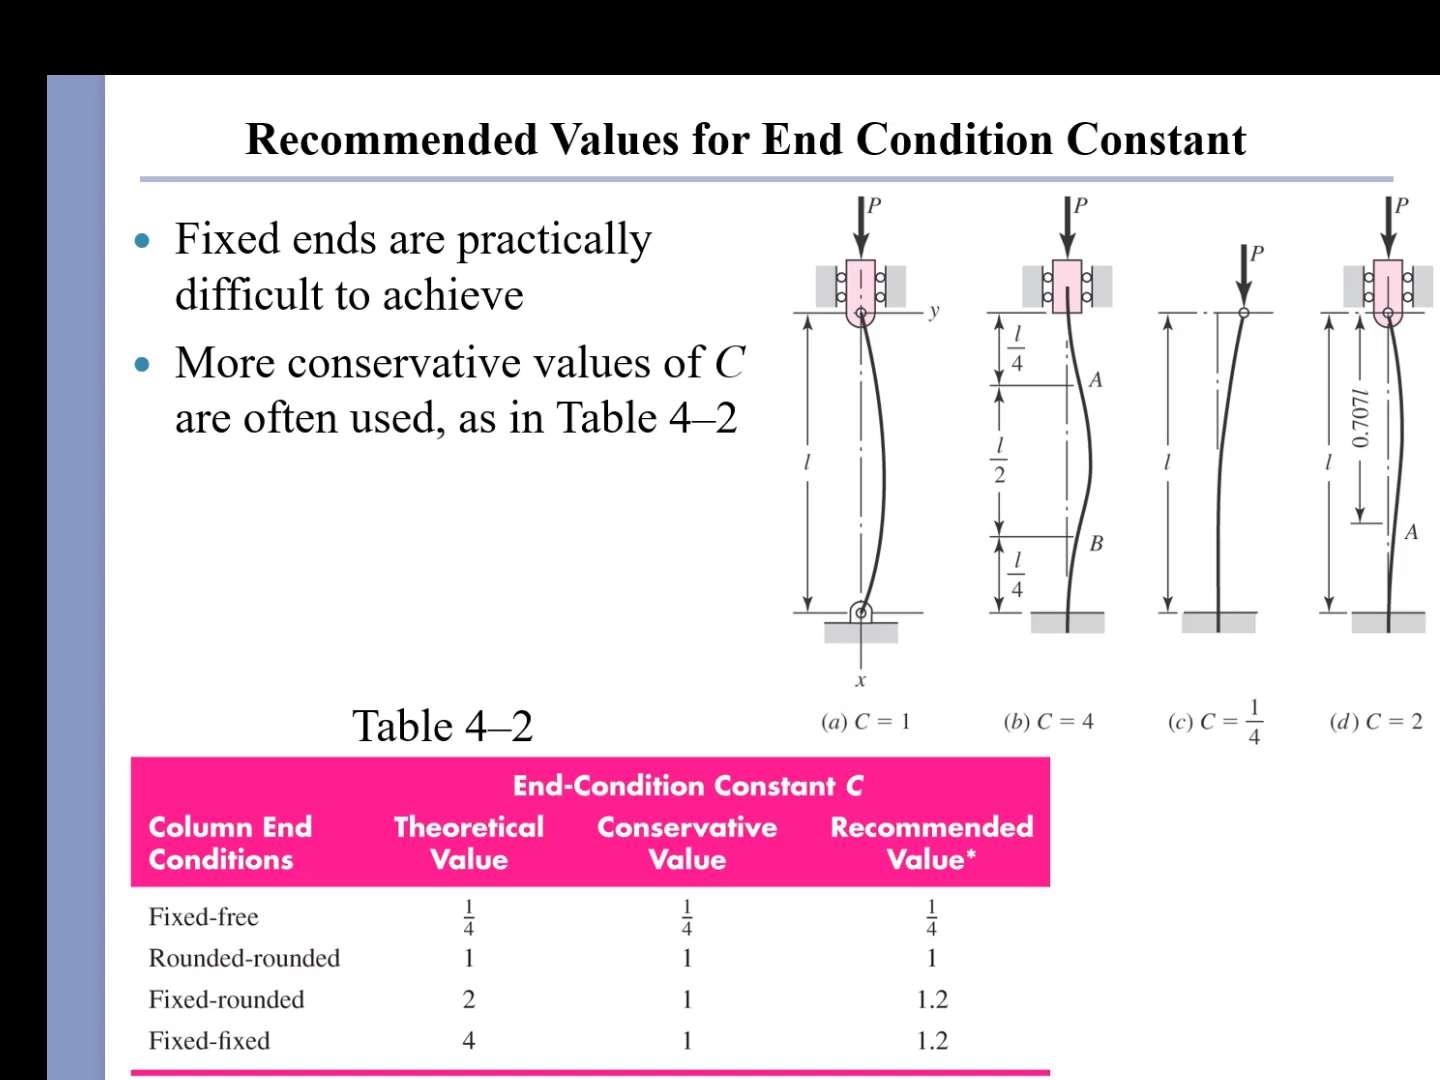 Recommended Values for End Condition Constant
• Fixed ends are practically
difficult to achieve
• More conservative values of C
are often used, as in Table 4–2
P
P
P
P
y
l
l/4
A
l/2
B
l/4
l
l
0.707l
A
x
(a) C = 1
(b) C = 4
(c) C = 1/4
(d) C = 2
Table 4–2
End-Condition Constant C
Column End Conditions Theoretical Value Conservative Value Recommended Value*
Fixed-free 1/4 1/4 1/4
Rounded-rounded 1 1 1
Fixed-rounded 2 1 1.2
Fixed-fixed 4 1 1.2